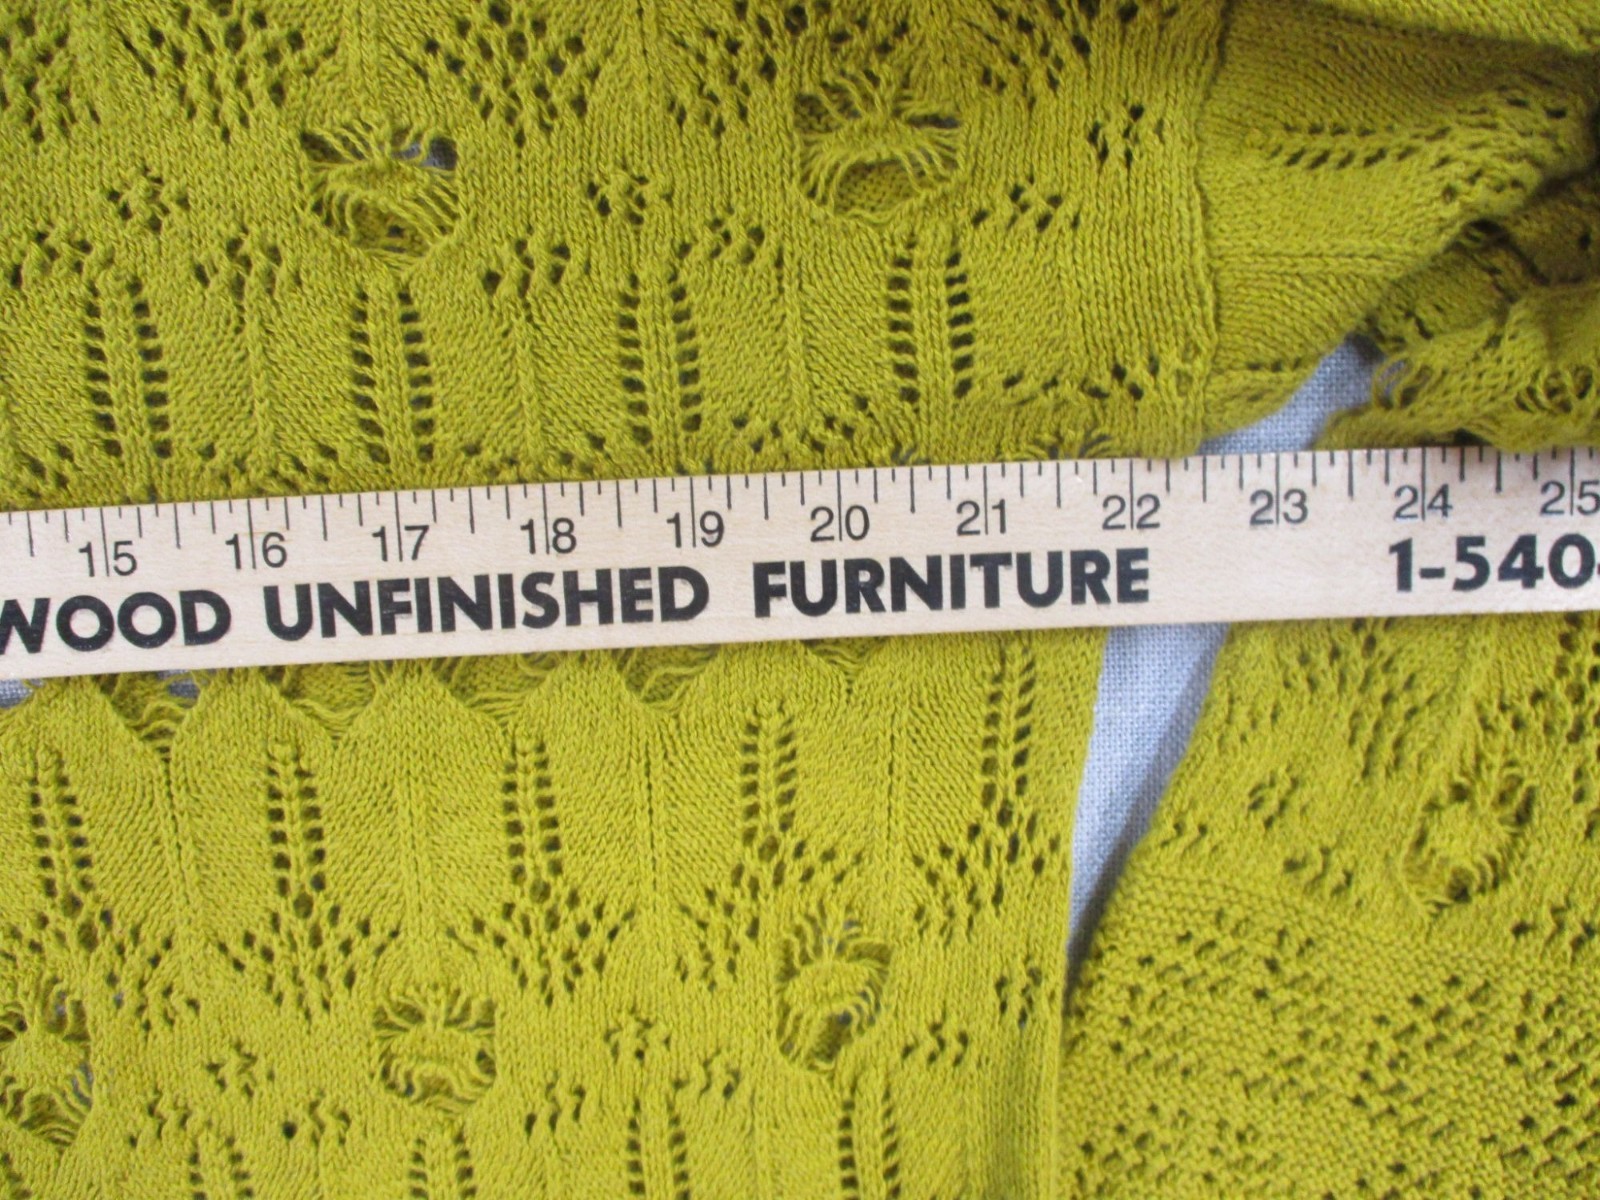 15 16 17 18 19 20 21 22 23 24 25
WOOD UNFINISHED FURNITURE 1-540-